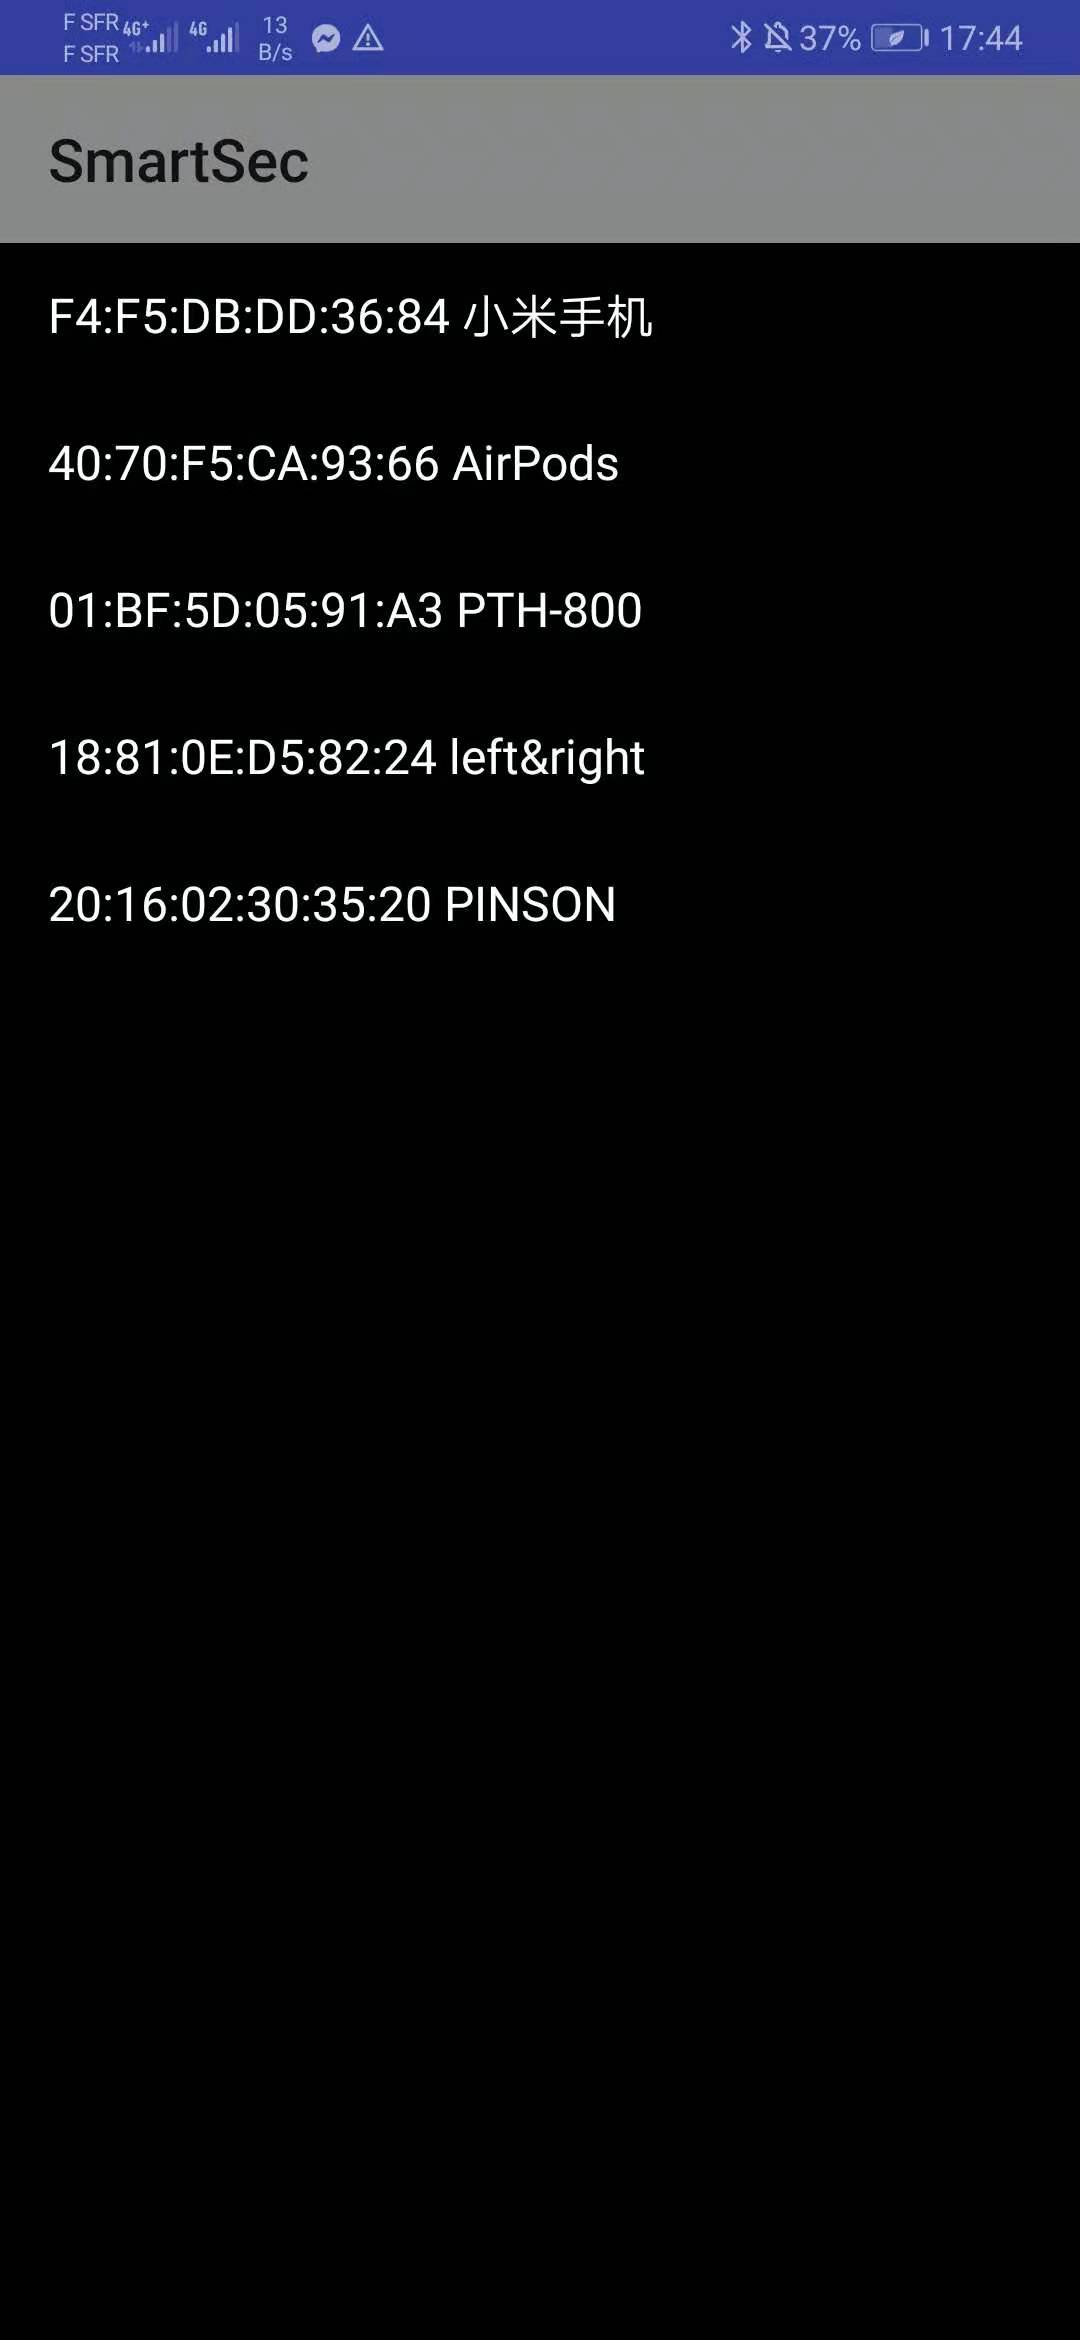 F SFR 4G+ 4G 13 37% 17:44
F SFR B/s
SmartSec
F4:F5:DB:DD:36:84 小米手机
40:70:F5:CA:93:66 AirPods
01:BF:5D:05:91:A3 PTH-800
18:81:0E:D5:82:24 left&right
20:16:02:30:35:20 PINSON